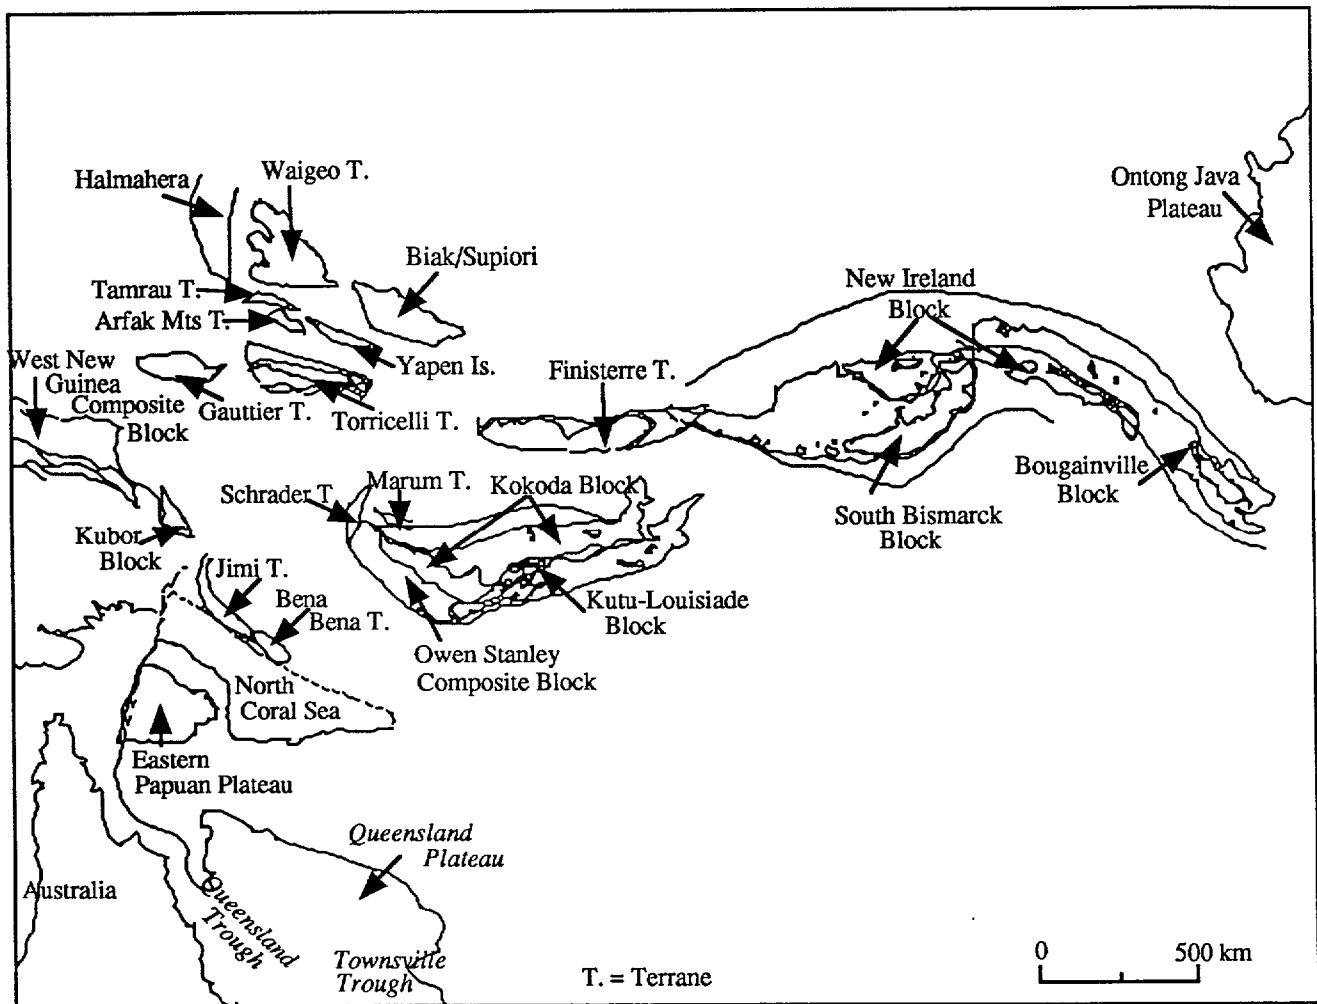 Halmahera
Waigeo T.
Ontong Java
Plateau
Biak/Supiori
New Ireland
Block
Tamrau T.
Arfak Mts T.
West New
Guinea
Composite
Block
Gauttier T.
Yapen Is.
Torricelli T.
Finisterre T.
Bougainville
Block
South Bismarck
Block
Schrader T
Marum T.
Kokoda Block
Kubor
Block
Jimi T.
Bena
Bena T.
Kutu-Louisiade
Block
Owen Stanley
Composite Block
North
Coral Sea
Eastern
Papuan Plateau
Queensland
Plateau
Australia
Queensland
Trough
Townsville
Trough
T. = Terrane
0 500 km